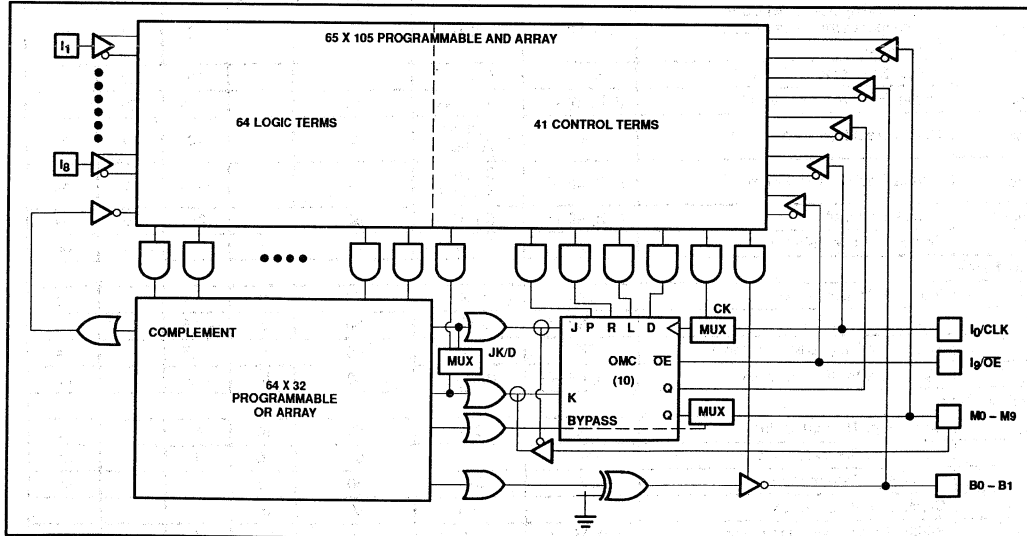 65 X 105 PROGRAMMABLE AND ARRAY
I1
64 LOGIC TERMS
41 CONTROL TERMS
I8
CK
COMPLEMENT
J P R L D
MUX
I0/CLK
JK/D
MUX
OMC
(10)
OE
I9/OE
64 X 32
PROGRAMMABLE
OR ARRAY
Q
K
Q
MUX
M0 – M9
BYPASS
B0 – B1